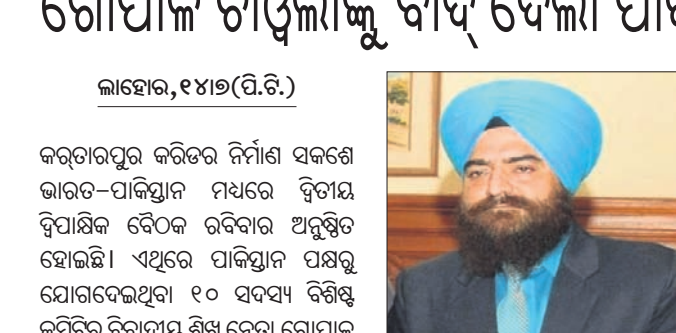 ଗୋପାଳ ଚାୱ୍ଲାଙ୍କୁ ବାଦ୍ ଦେଲା
ଲାହୋର,୧୪।୭(ପି.ଟି.)
କର୍ତାରପୁର କରିଡର ନିର୍ମାଣ ସକାଶେ
ଭାରତ–ପାକିସ୍ତାନ ମଧ୍ୟରେ ଦ୍ୱିତୀୟ
ଦ୍ୱିପାକ୍ଷିକ ବୈଠକ ରବିବାର ଅନୁଷ୍ଠିତ
ହୋଇଛି। ଏଥିରେ ପାକିସ୍ତାନ ପକ୍ଷରୁ
ଯୋଗଦେଇଥିବା ୧୦ ସଦସ୍ୟ ବିଶିଷ୍ଟ
କମିଟିରୁ ବିବାଦୀୟ ଶିଖ୍ ନେତା ଗୋପାଳ